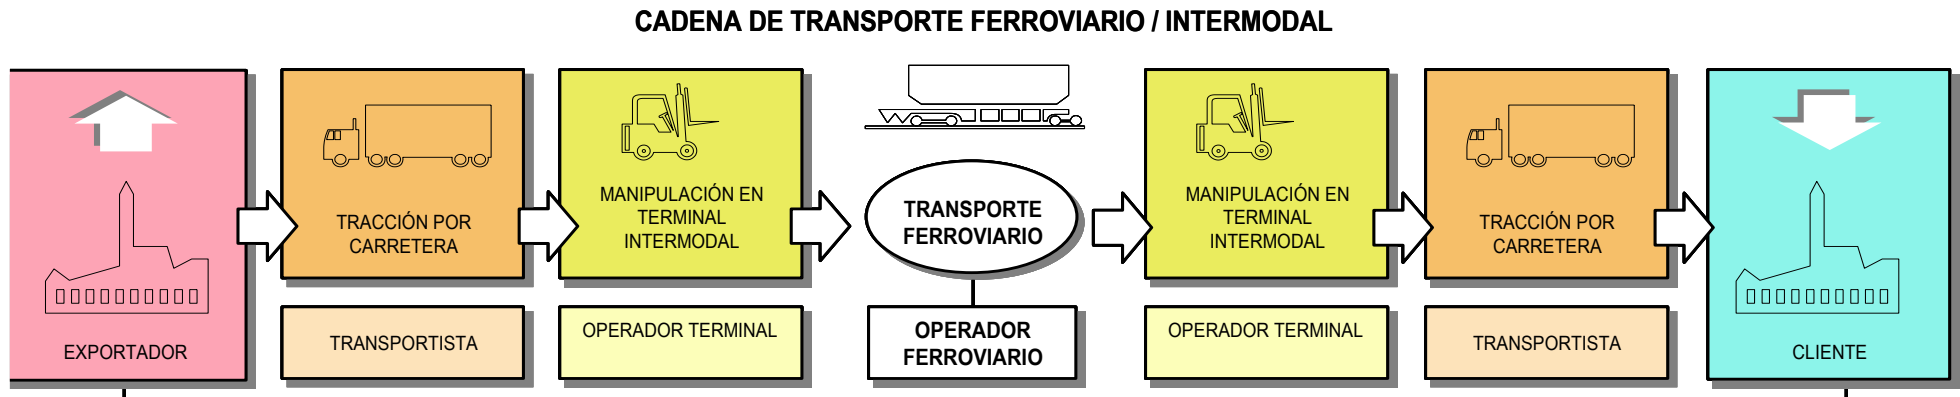 CADENA DE TRANSPORTE FERROVIARIO / INTERMODAL
EXPORTADOR
TRACCIÓN POR
CARRETERA
TRANSPORTISTA
MANIPULACIÓN EN
TERMINAL
INTERMODAL
OPERADOR TERMINAL
TRANSPORTE
FERROVIARIO
OPERADOR
FERROVIARIO
MANIPULACIÓN EN
TERMINAL
INTERMODAL
OPERADOR TERMINAL
TRACCIÓN POR
CARRETERA
TRANSPORTISTA
CLIENTE